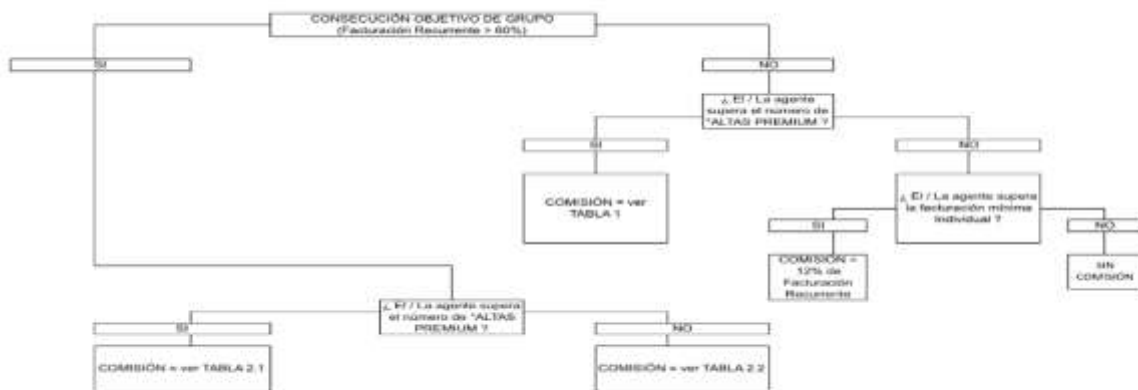 CONSECUCIÓN OBJETIVO DE GRUPO
(Facturación Recurrente > 60%)
SI
NO
¿ El / La agente
supera el número de
"ALTAS PREMIUM ?
SI
NO
COMISIÓN = ver
TABLA 1
¿ El / La agente supera
la facturación mínima
Individual ?
SI
NO
COMISIÓN =
12% de
Facturación
Recurrente
SIN
COMISIÓN
¿ El / La agente supera
el número de "ALTAS
PREMIUM ?
SI
NO
COMISIÓN = ver TABLA 2.1
COMISIÓN = ver TABLA 2.2